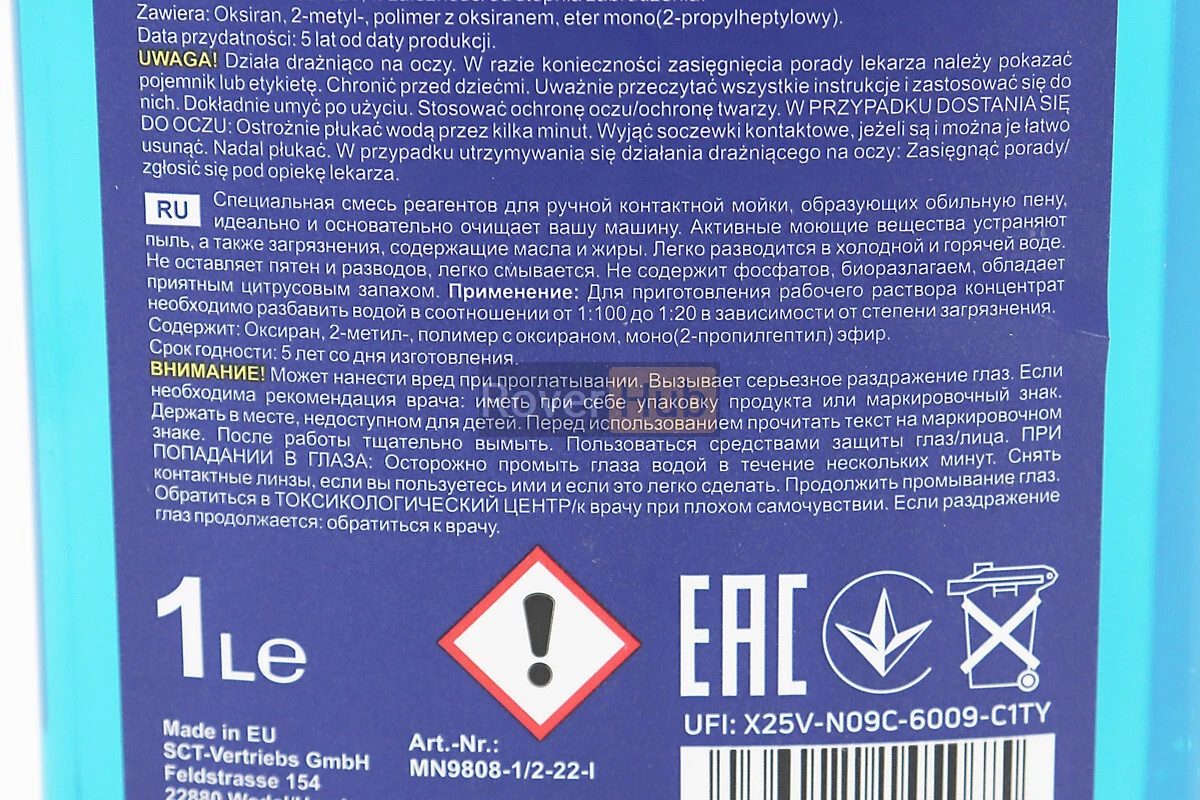 Zawiera: Oksiran, 2-metyl-, polimer z oksiranem, eter mono(2-propylheptylowy).
Data przydatności: 5 lat od daty produkcji.
UWAGA! Działa drażniąco na oczy. W razie konieczności zasięgnięcia porady lekarza należy pokazać
pojemnik lub etykietę. Chronić przed dziećmi. Uważnie przeczytać wszystkie instrukcje i zastosować się do
nich. Dokładnie umyć po użyciu. Stosować ochronę oczu/ochronę twarzy. W PRZYPADKU DOSTANIA SIĘ
DO OCZU: Ostrożnie płukać wodą przez kilka minut. Wyjąć soczewki kontaktowe, jeżeli są i można je łatwo
usunąć. Nadal płukać. W przypadku utrzymywania się działania drażniącego na oczy: Zasięgnąć porady/
zgłosić się pod opiekę lekarza.
RU Специальная смесь реагентов для ручной контактной мойки, образующих обильную пену,
идеально и основательно очищает вашу машину. Активные моющие вещества устраняют
пыль, а также загрязнения, содержащие масла и жиры. Легко разводится в холодной и горячей воде.
Не оставляет пятен и разводов, легко смывается. Не содержит фосфатов, биоразлагаем, обладает
приятным цитрусовым запахом. Применение: Для приготовления рабочего раствора концентрат
необходимо разбавить водой в соотношении от 1:100 до 1:20 в зависимости от степени загрязнения.
Содержит: Оксиран, 2-метил-, полимер с оксираном, моно(2-пропилгептил) эфир.
Срок годности: 5 лет со дня изготовления.
ВНИМАНИЕ! Может нанести вред при проглатывании. Вызывает серьезное раздражение глаз. Если
необходима рекомендация врача: иметь при себе упаковку продукта или маркировочный знак.
Держать в месте, недоступном для детей. Перед использованием прочитать текст на маркировочном
знаке. После работы тщательно вымыть. Пользоваться средствами защиты глаз/лица. ПРИ
ПОПАДАНИИ В ГЛАЗА: Осторожно промыть глаза водой в течение нескольких минут. Снять
контактные линзы, если вы пользуетесь ими и если это легко сделать. Продолжить промывание глаз.
Обратиться в ТОКСИКОЛОГИЧЕСКИЙ ЦЕНТР/к врачу при плохом самочувствии. Если раздражение
глаз продолжается: обратиться к врачу.
RoverHub
1Le
EAC
UFI: X25V-N09C-6009-C1TY
Made in EU
SCT-Vertriebs GmbH
Feldstrasse 154
22880
Art.-Nr.:
MN9808-1/2-22-I